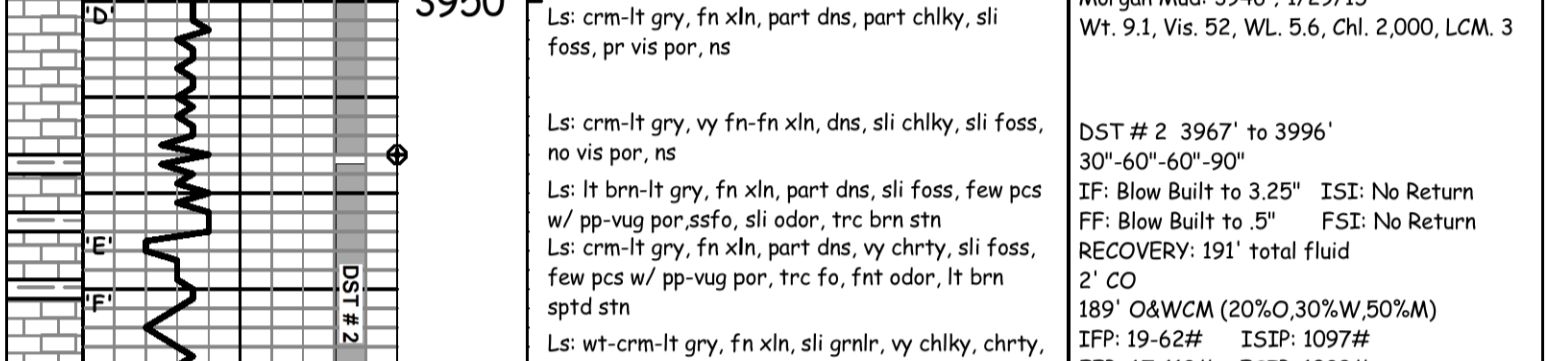 'D'
'E'
'F'
DST # 2
3950
Ls: crm-lt gry, fn xln, part dns, part chlky, sli
foss, pr vis por, ns
Ls: crm-lt gry, vy fn-fn xln, dns, sli chlky, sli foss,
no vis por, ns
Ls: lt brn-lt gry, fn xln, part dns, sli foss, few pcs
w/ pp-vug por,ssfo, sli odor, trc brn stn
Ls: crm-lt gry, fn xln, part dns, vy chrty, sli foss,
few pcs w/ pp-vug por, trc fo, fnt odor, lt brn
sptd stn
Ls: wt-crm-lt gry, fn xln, sli grnlr, vy chlky, chrty,
Morgan Mud:
Wt. 9.1, Vis. 52, WL. 5.6, Chl. 2,000, LCM. 3
DST # 2 3967' to 3996'
30"-60"-60"-90"
IF: Blow Built to 3.25" ISI: No Return
FF: Blow Built to .5" FSI: No Return
RECOVERY: 191' total fluid
2' CO
189' O&WCM (20%O,30%W,50%M)
IFP: 19-62# ISIP: 1097#